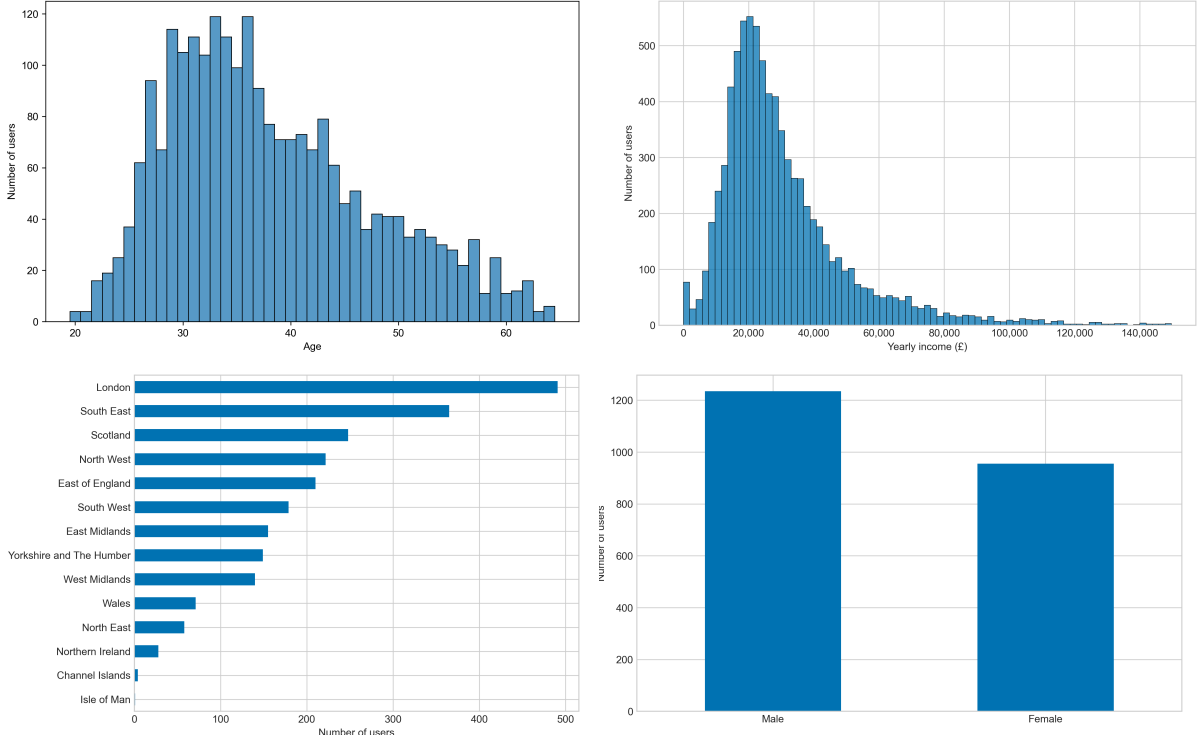 120
100
80
60
40
20
0
Number of users
20 30 40 50 60
Age
500
400
300
200
100
0
Number of users
0 20,000 40,000 60,000 80,000 100,000 120,000 140,000
Yearly income (£)
London
South East
Scotland
North West
East of England
South West
East Midlands
Yorkshire and The Humber
West Midlands
Wales
North East
Northern Ireland
Channel Islands
Isle of Man
0 100 200 300 400 500
Number of users
1200
1000
800
600
400
200
0
Number of users
Male Female